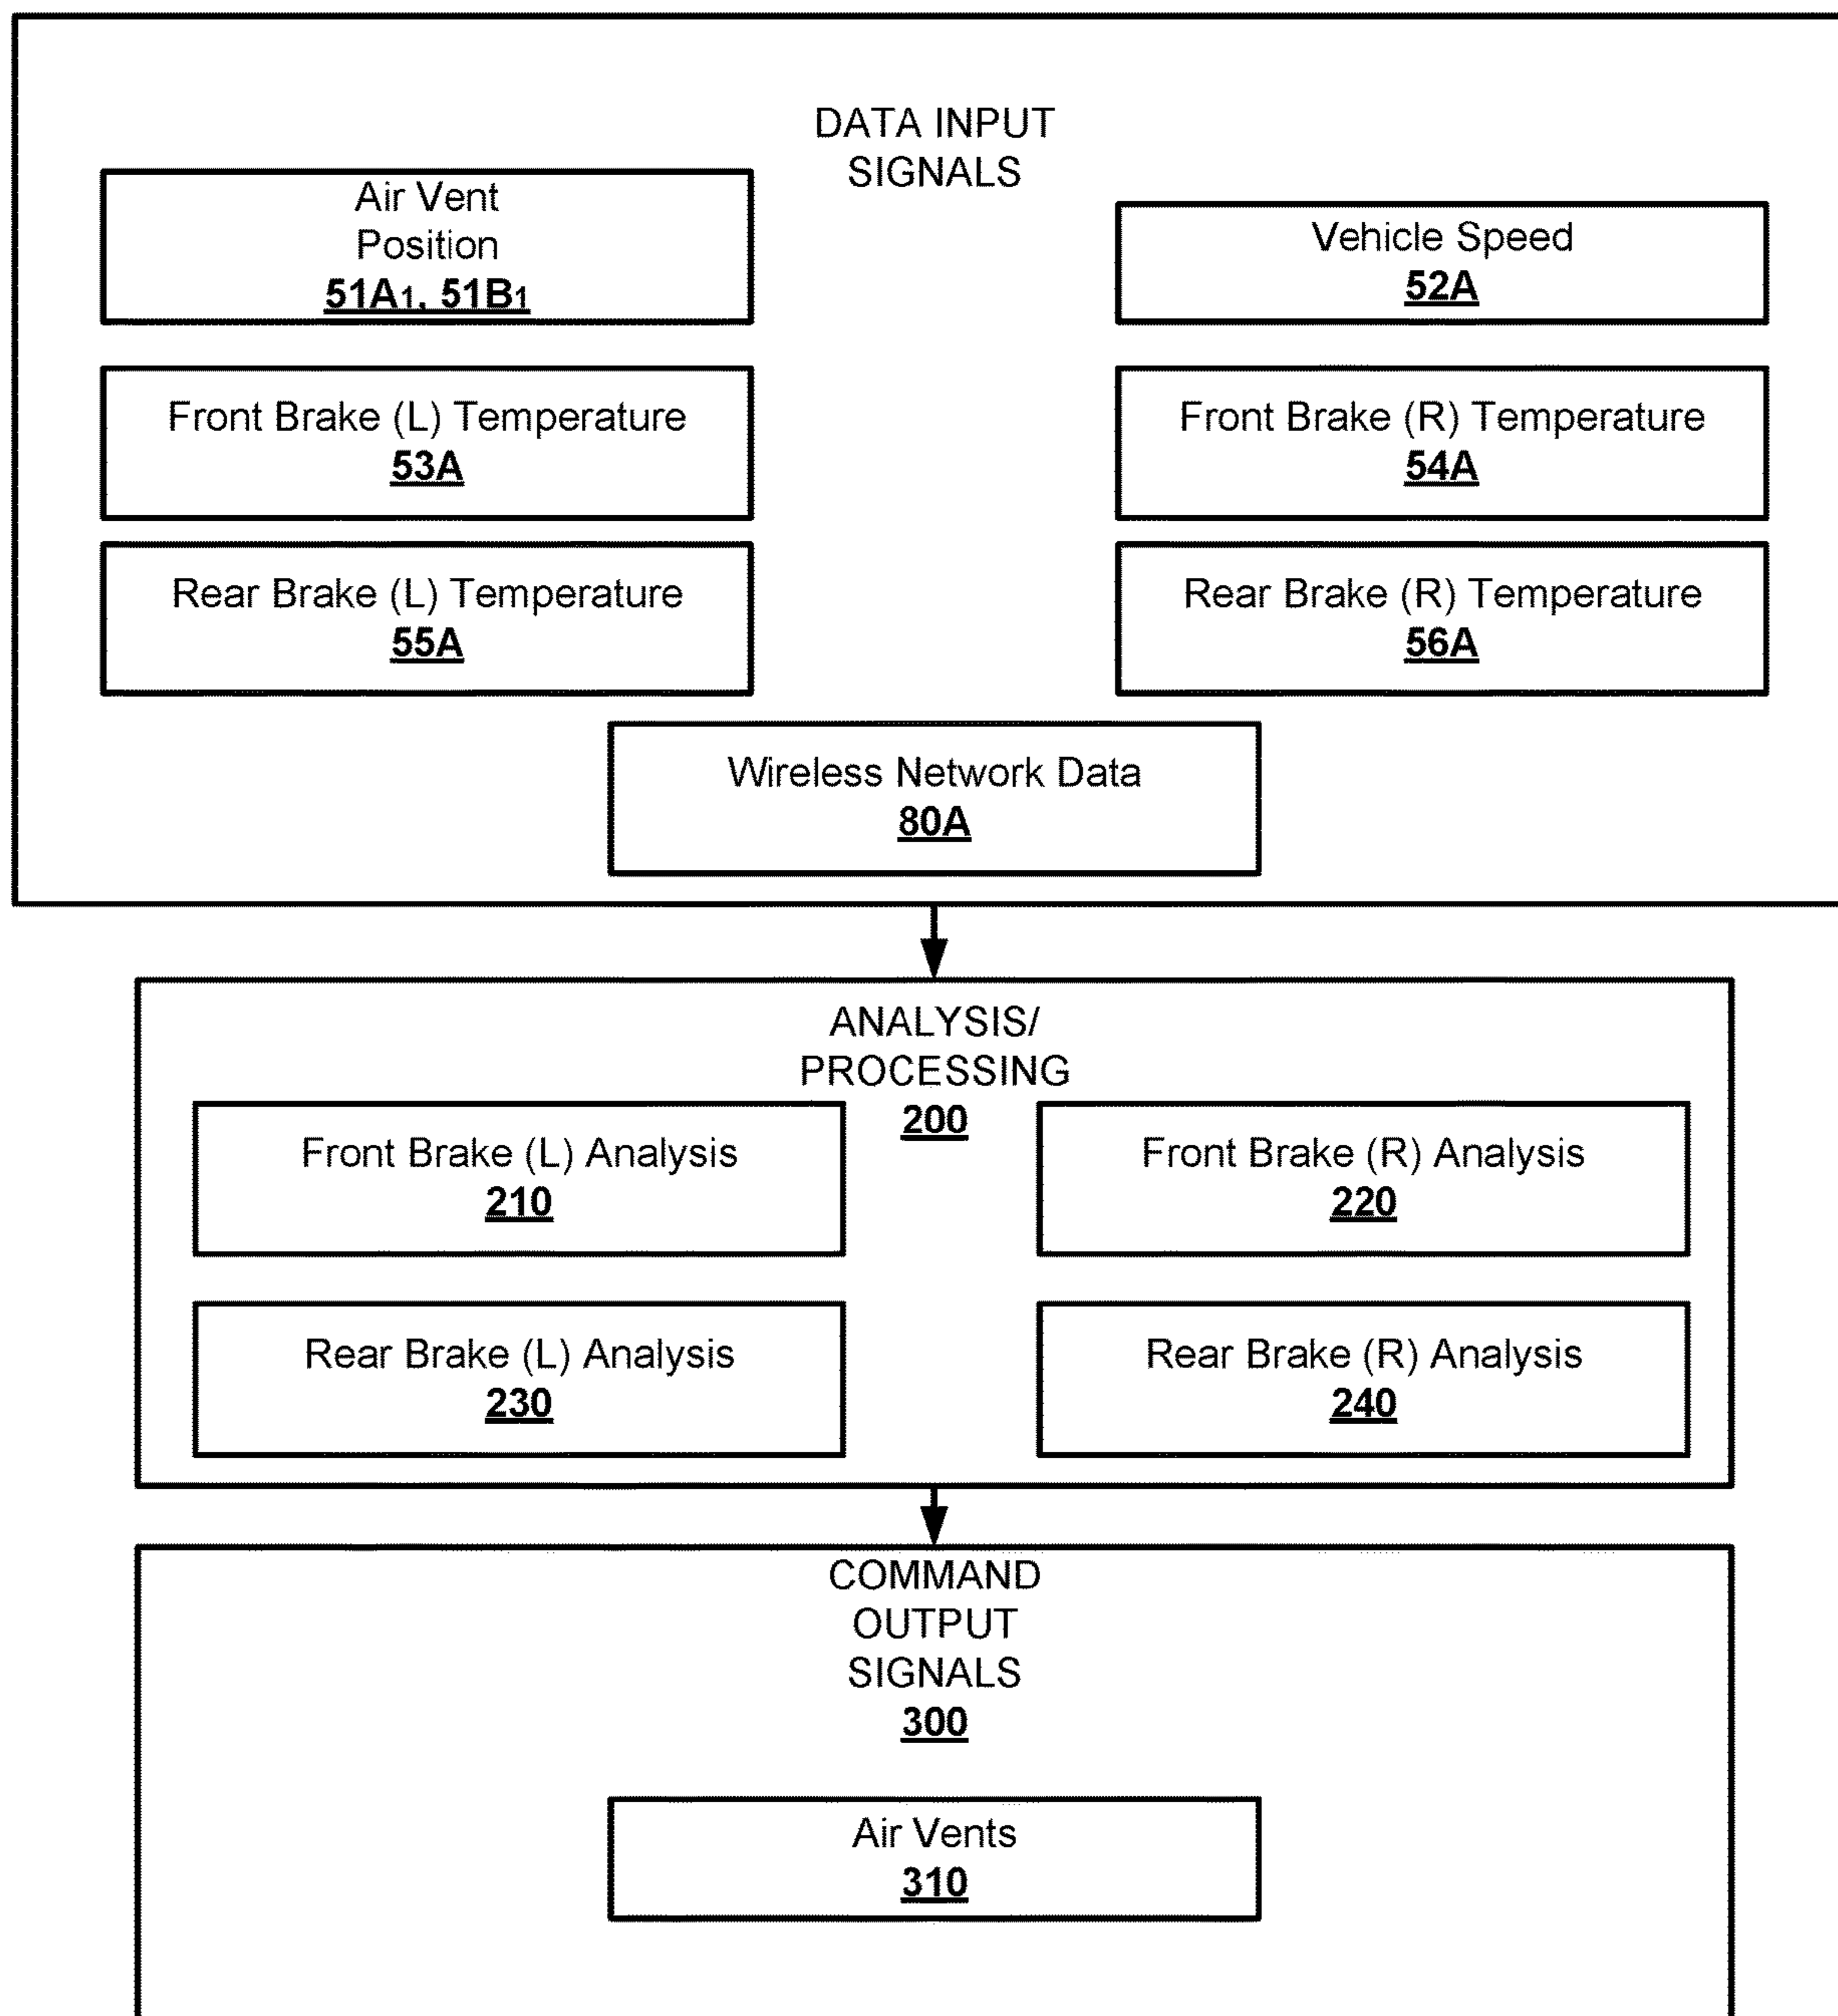 DATA INPUT
SIGNALS
Air Vent
Position
51A1, 51B1
Vehicle Speed
52A
Front Brake (L) Temperature
53A
Front Brake (R) Temperature
54A
Rear Brake (L) Temperature
55A
Rear Brake (R) Temperature
56A
Wireless Network Data
80A
ANALYSIS/
PROCESSING
200
Front Brake (L) Analysis
210
Front Brake (R) Analysis
220
Rear Brake (L) Analysis
230
Rear Brake (R) Analysis
240
COMMAND
OUTPUT
SIGNALS
300
Air Vents
310